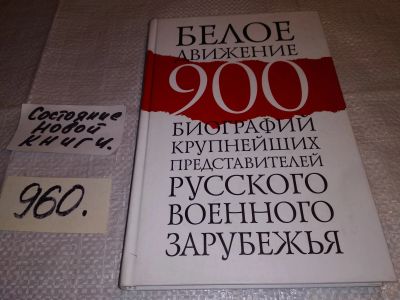 БЕЛОЕ
ДВИЖЕНИЕ
900
БИОГРАФИЙ
КРУПНЕЙШИХ
ПРЕДСТАВИТЕЛЕЙ
РУССКОГО
ВОЕННОГО
ЗАРУБЕЖЬЯ
Состояние
новой
книги.
960.